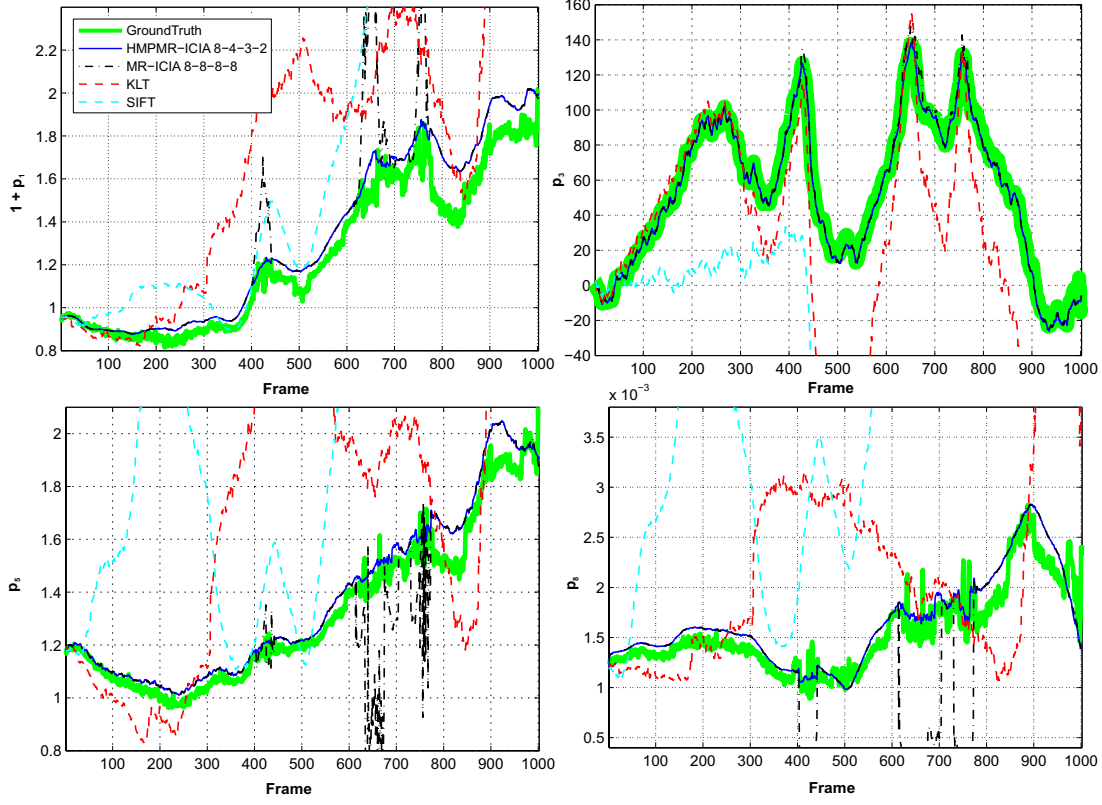 2.2
2
1.8
1.6
1.4
1.2
1
0.8
1 + p₁
GroundTruth
HMPMR−ICIA 8−4−3−2
MR−ICIA 8−8−8−8
KLT
SIFT
100 200 300 400 500 600 700 800 900 1000
Frame
160
140
120
100
80
60
40
20
0
−20
−40
p₃
100 200 300 400 500 600 700 800 900 1000
Frame
2
1.8
1.6
1.4
1.2
1
0.8
p₅
100 200 300 400 500 600 700 800 900 1000
Frame
x 10⁻³
3.5
3
2.5
2
1.5
1
0.5
p₈
100 200 300 400 500 600 700 800 900 1000
Frame